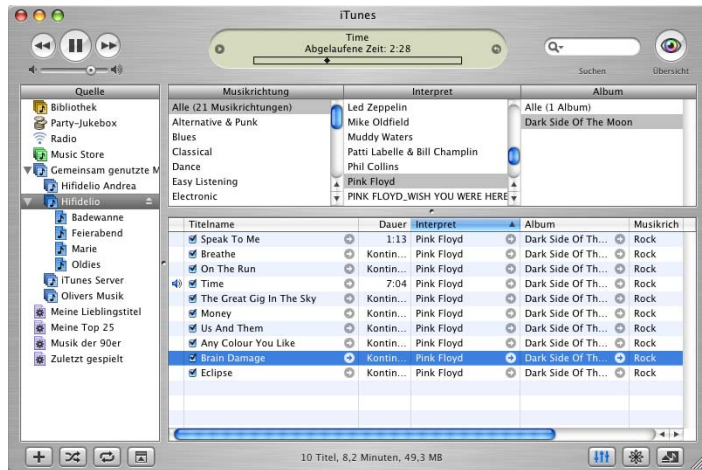 iTunes
Time
Abgelaufene Zeit: 2:28
Suchen
Übersicht
Quelle
Bibliothek
Party-Jukebox
Radio
Music Store
Gemeinsam genutzte M
Hifidelio Andrea
Hifidelio
Badewanne
Feierabend
Marie
Oldies
iTunes Server
Olivers Musik
Meine Lieblingstitel
Meine Top 25
Musik der 90er
Zuletzt gespielt
Musikrichtung
Alle (21 Musikrichtungen)
Alternative & Punk
Blues
Classical
Dance
Easy Listening
Electronic
Interpret
Led Zeppelin
Mike Oldfield
Muddy Waters
Patti Labelle & Bill Champlin
Phil Collins
Pink Floyd
PINK FLOYD_WISH YOU WERE HERE
Album
Alle (1 Album)
Dark Side Of The Moon
Titelname Dauer Interpret Album Musikrich
Speak To Me 1:13 Pink Floyd Dark Side Of Th... Rock
Breathe Kontin... Pink Floyd Dark Side Of Th... Rock
On The Run Kontin... Pink Floyd Dark Side Of Th... Rock
Time 7:04 Pink Floyd Dark Side Of Th... Rock
The Great Gig In The Sky Kontin... Pink Floyd Dark Side Of Th... Rock
Money Kontin... Pink Floyd Dark Side Of Th... Rock
Us And Them Kontin... Pink Floyd Dark Side Of Th... Rock
Any Colour You Like Kontin... Pink Floyd Dark Side Of Th... Rock
Brain Damage Kontin... Pink Floyd Dark Side Of Th... Rock
Eclipse Kontin... Pink Floyd Dark Side Of Th... Rock
10 Titel, 8,2 Minuten, 49,3 MB